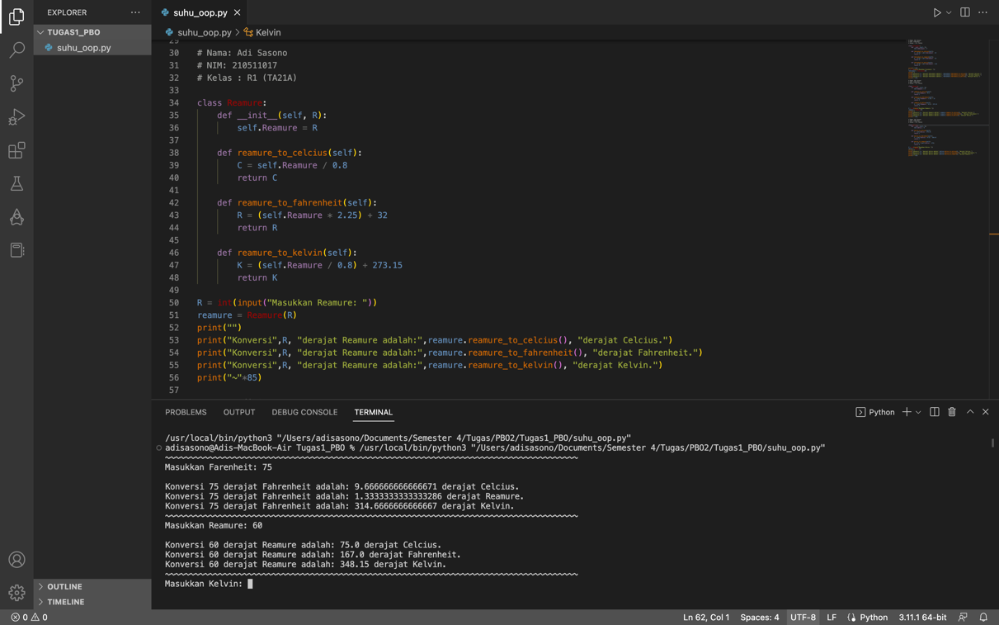 EXPLORER
TUGAS1_PBO
suhu_oop.py
OUTLINE
TIMELINE
suhu_oop.py
suhu_oop.py > Kelvin
29
30 # Nama: Adi Sasono
31 # NIM: 210511017
32 # Kelas : R1 (TA21A)
33
34 class Reamure:
35 def __init__(self, R):
36 self.Reamure = R
37
38 def reamure_to_celcius(self):
39 C = self.Reamure / 0.8
40 return C
41
42 def reamure_to_fahrenheit(self):
43 R = (self.Reamure * 2.25) + 32
44 return R
45
46 def reamure_to_kelvin(self):
47 K = (self.Reamure / 0.8) + 273.15
48 return K
49
50 R = int(input("Masukkan Reamure: "))
51 reamure = Reamure(R)
52 print("")
53 print("Konversi",R, "derajat Reamure adalah:",reamure.reamure_to_celcius(), "derajat Celcius.")
54 print("Konversi",R, "derajat Reamure adalah:",reamure.reamure_to_fahrenheit(), "derajat Fahrenheit.")
55 print("Konversi",R, "derajat Reamure adalah:",reamure.reamure_to_kelvin(), "derajat Kelvin.")
56 print("~"*85)
57
PROBLEMS OUTPUT DEBUG CONSOLE TERMINAL
Python
/usr/local/bin/python3 "/Users/adisasono/Documents/Semester 4/Tugas/PBO2/Tugas1_PBO/suhu_oop.py"
adisasono@Adis-MacBook-Air Tugas1_PBO % /usr/local/bin/python3 "/Users/adisasono/Documents/Semester 4/Tugas/PBO2/Tugas1_PBO/suhu_oop.py"
~~~~~~~~~~~~~~~~~~~~~~~~~~~~~~~~~~~~~~~~~~~~~~~~~~~~~~~~~~~~~~~~~~~~~~~~~~~~~~~~~~~~~
Masukkan Farenheit: 75
Konversi 75 derajat Fahrenheit adalah: 9.666666666666671 derajat Celcius.
Konversi 75 derajat Fahrenheit adalah: 1.3333333333333286 derajat Reamure.
Konversi 75 derajat Fahrenheit adalah: 314.6666666666667 derajat Kelvin.
~~~~~~~~~~~~~~~~~~~~~~~~~~~~~~~~~~~~~~~~~~~~~~~~~~~~~~~~~~~~~~~~~~~~~~~~~~~~~~~~~~~~~
Masukkan Reamure: 60
Konversi 60 derajat Reamure adalah: 75.0 derajat Celcius.
Konversi 60 derajat Reamure adalah: 167.0 derajat Fahrenheit.
Konversi 60 derajat Reamure adalah: 348.15 derajat Kelvin.
~~~~~~~~~~~~~~~~~~~~~~~~~~~~~~~~~~~~~~~~~~~~~~~~~~~~~~~~~~~~~~~~~~~~~~~~~~~~~~~~~~~~~
Masukkan Kelvin:
0 0 Ln 62, Col 1 Spaces: 4 UTF-8 LF Python 3.11.1 64-bit